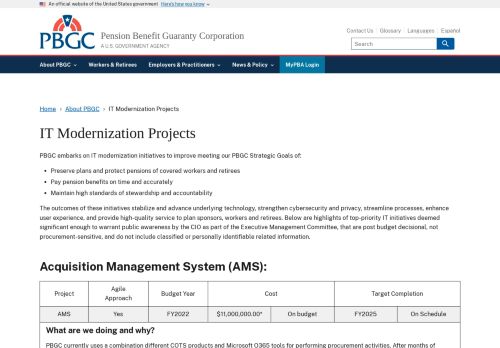 An official website of the United States government Here's how you know
PBGC
Pension Benefit Guaranty Corporation
A U.S. GOVERNMENT AGENCY
Contact Us Glossary Languages Español
Search
About PBGC Workers & Retirees Employers & Practitioners News & Policy MyPBA Login
Home About PBGC IT Modernization Projects
IT Modernization Projects
PBGC embarks on IT modernization initiatives to improve meeting our PBGC Strategic Goals of:
• Preserve plans and protect pensions of covered workers and retirees
• Pay pension benefits on time and accurately
• Maintain high standards of stewardship and accountability
The outcomes of these initiatives stabilize and advance underlying technology, strengthen cybersecurity and privacy, streamline processes, enhance
user experience, and provide high-quality service to plan sponsors, workers and retirees. Below are highlights of top-priority IT initiatives deemed
significant enough to warrant public awareness by the CIO as part of the Executive Management Committee, that are post budget decisional, not
procurement-sensitive, and do not include classified or personally identifiable related information.
Acquisition Management System (AMS):
Project Agile Approach Budget Year Cost Target Completion
AMS Yes FY2022 $11,000,000.00* On budget FY2025 On Schedule
What are we doing and why?
PBGC currently uses a combination different COTS products and Microsoft O365 tools for performing procurement activities. After months of